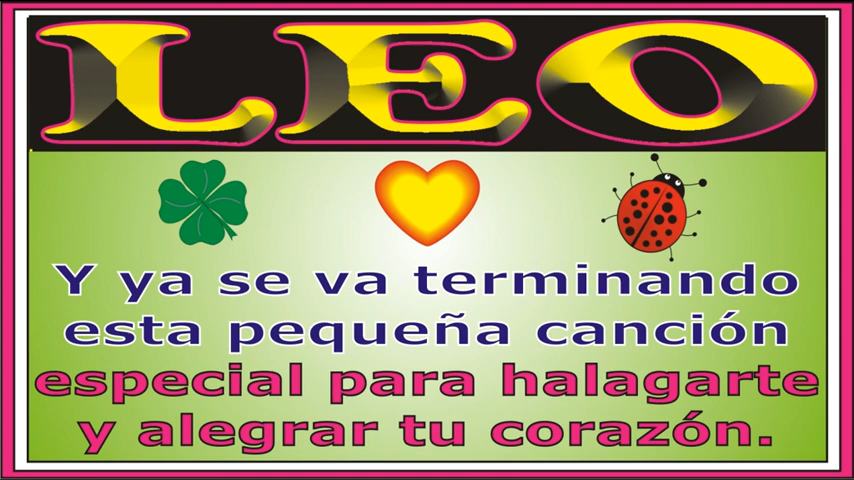 LEO
Y ya se va terminando
esta pequeña canción
especial para halagarte
y alegrar tu corazón.